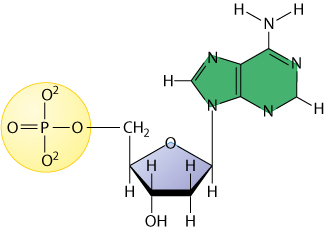 H H
N
N N
H
N N H
O2
O P O CH2
O2
O
H H H H
OH H